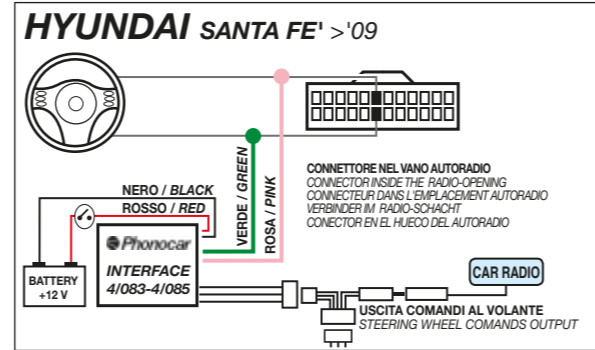 HYUNDAI SANTA FE' >'09
CONNETTORE NEL VANO AUTORADIO
CONNECTOR INSIDE THE RADIO-OPENING
CONNECTEUR DANS L'EMPLACEMENT AUTORADIO
VERBINDER IM RADIO-SCHACHT
CONECTOR EN EL HUECO DEL AUTORADIO
NERO / BLACK
ROSSO / RED
VERDE / GREEN
ROSA / PINK
Phonocar
INTERFACE
4/083-4/085
BATTERY
+12 V
CAR RADIO
USCITA COMANDI AL VOLANTE
STEERING WHEEL COMANDS OUTPUT